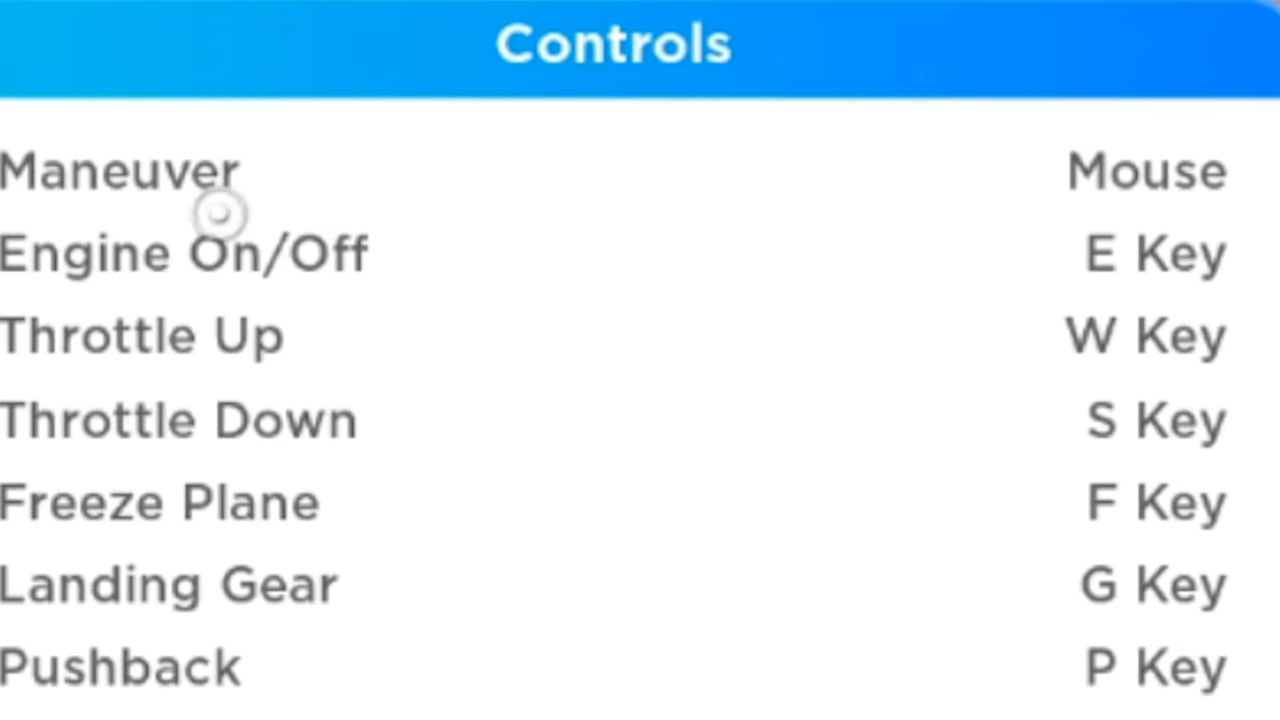 Controls
Maneuver Mouse
Engine On/Off E Key
Throttle Up W Key
Throttle Down S Key
Freeze Plane F Key
Landing Gear G Key
Pushback P Key